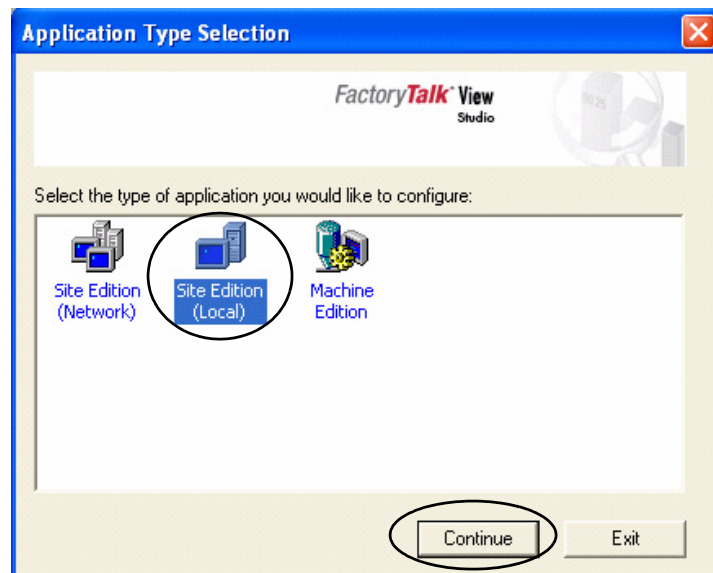 Application Type Selection
FactoryTalk View
Studio
Select the type of application you would like to configure:
Site Edition
(Network)
Site Edition
(Local)
Machine
Edition
Continue
Exit